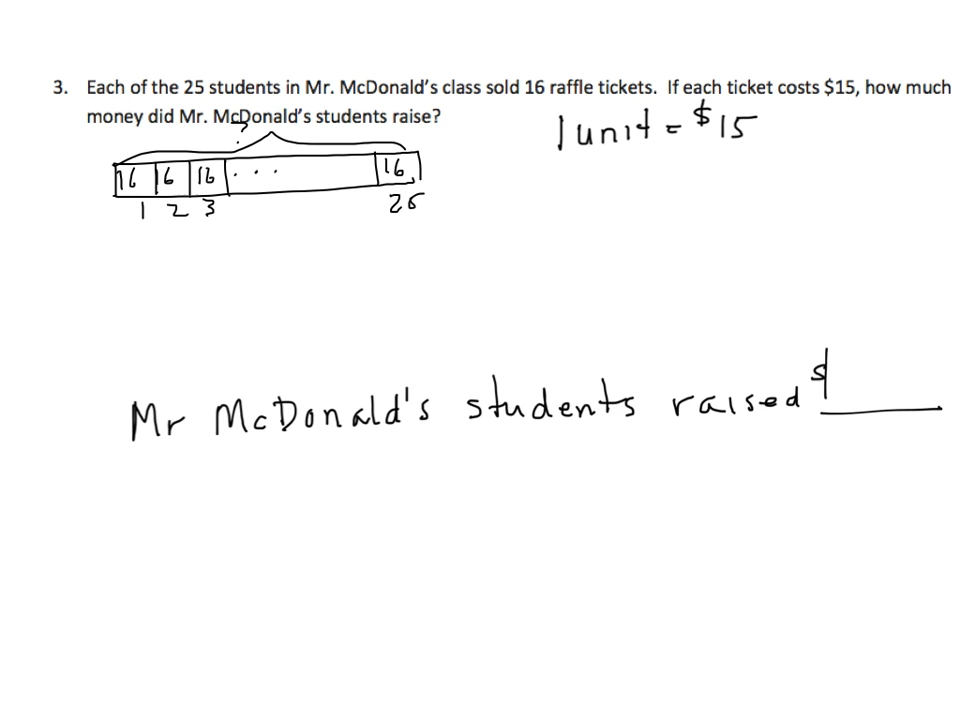 3. Each of the 25 students in Mr. McDonald's class sold 16 raffle tickets. If each ticket costs $15, how much
money did Mr. McDonald's students raise?
1 unit = $15
?
16 16 16 . . . 16
1 2 3 25
Mr McDonald's students raised $